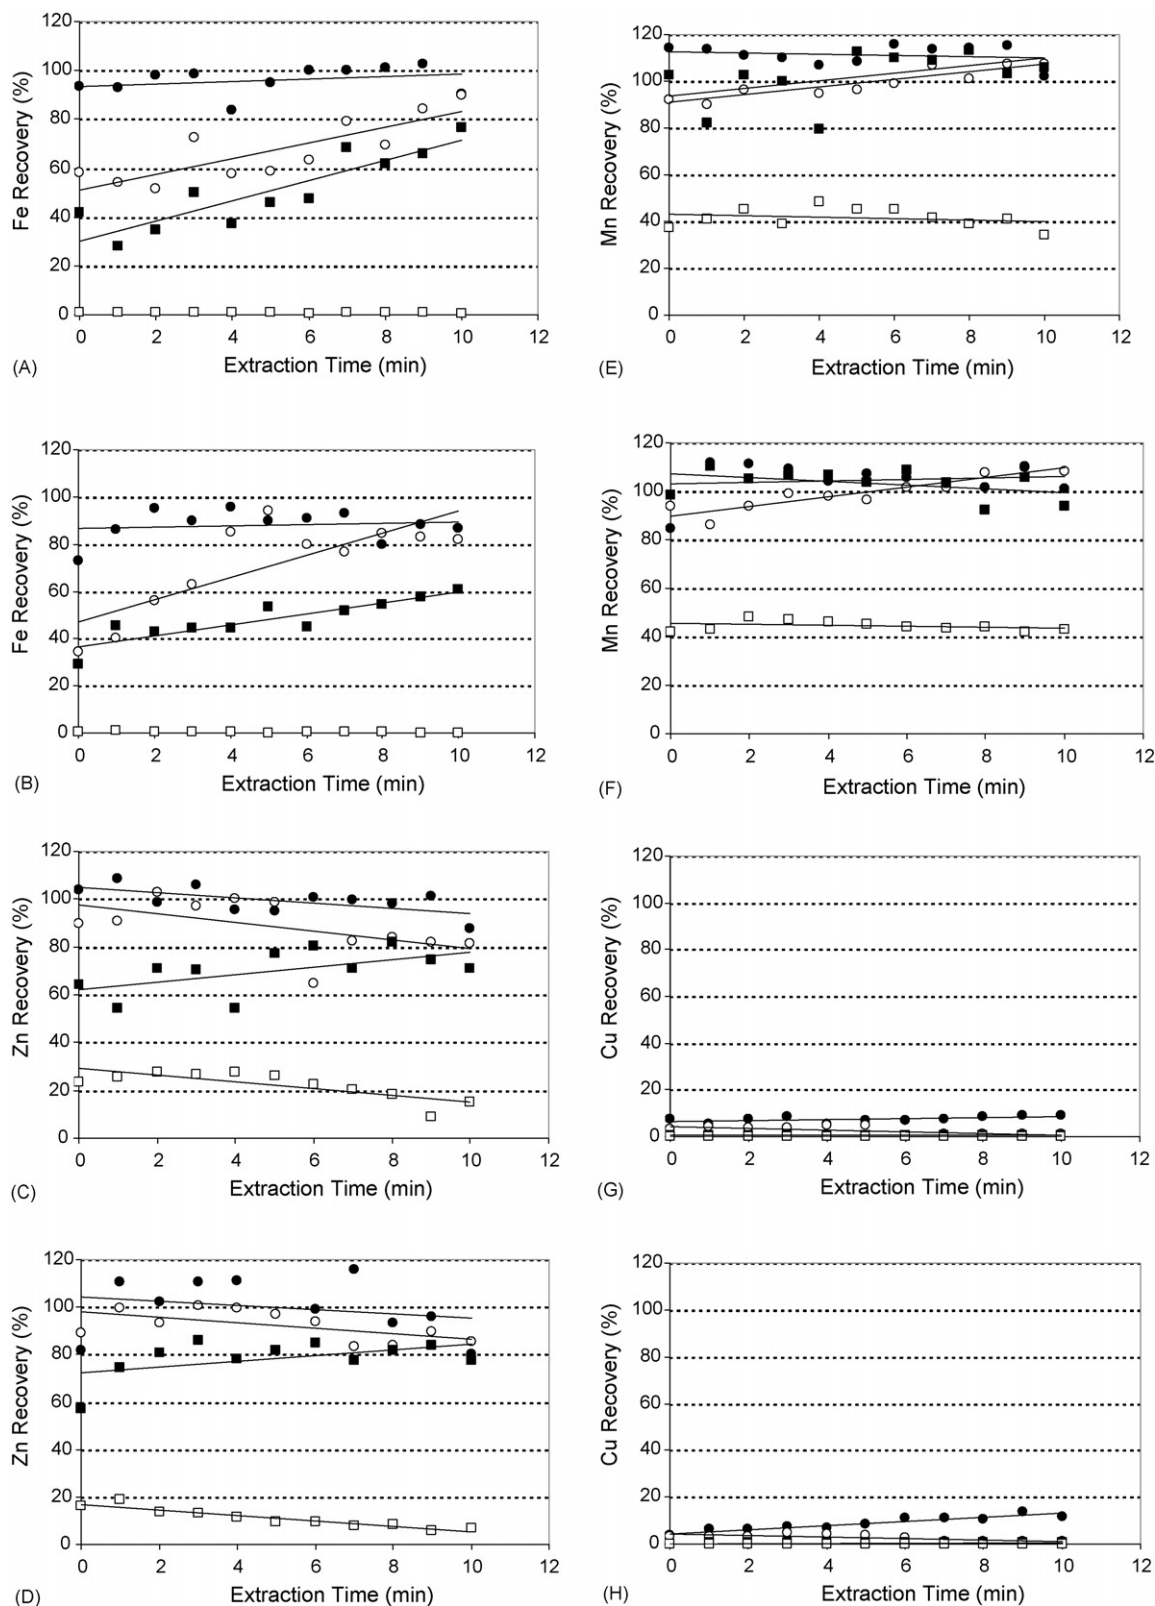 120
100
80
60
40
20
0
Fe Recovery (%)
0 2 4 6 8 10 12
Extraction Time (min)
(A)
120
100
80
60
40
20
0
Mn Recovery (%)
0 2 4 6 8 10 12
Extraction Time (min)
(E)
120
100
80
60
40
20
0
Fe Recovery (%)
0 2 4 6 8 10 12
Extraction Time (min)
(B)
120
100
80
60
40
20
0
Mn Recovery (%)
0 2 4 6 8 10 12
Extraction Time (min)
(F)
120
100
80
60
40
20
0
Zn Recovery (%)
0 2 4 6 8 10 12
Extraction Time (min)
(C)
120
100
80
60
40
20
0
Cu Recovery (%)
0 2 4 6 8 10 12
Extraction Time (min)
(G)
120
100
80
60
40
20
0
Zn Recovery (%)
0 2 4 6 8 10 12
Extraction Time (min)
(D)
120
100
80
60
40
20
0
Cu Recovery (%)
0 2 4 6 8 10 12
Extraction Time (min)
(H)